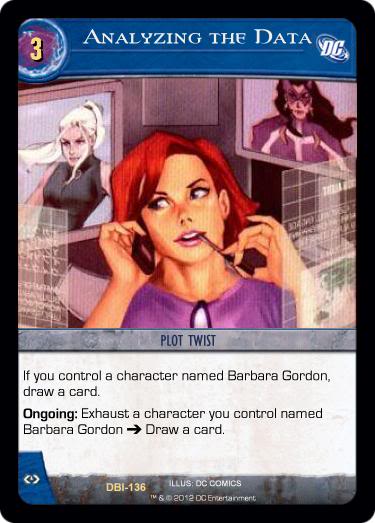 3
ANALYZING THE DATA
DC
PLOT TWIST
If you control a character named Barbara Gordon,
draw a card.
Ongoing: Exhaust a character you control named
Barbara Gordon ➔ Draw a card.
DBI-136
ILLUS: DC COMICS
™ & © 2012 DC Entertainment